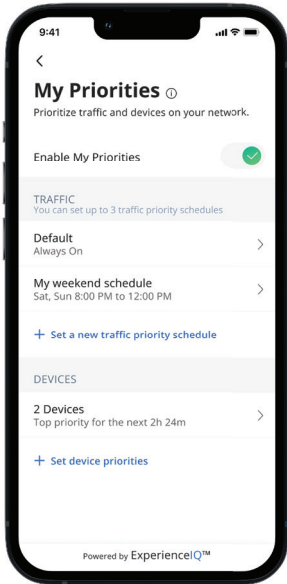 9:41
My Priorities
Prioritize traffic and devices on your network.
Enable My Priorities
TRAFFIC
You can set up to 3 traffic priority schedules
Default
Always On
My weekend schedule
Sat, Sun 8:00 PM to 12:00 PM
+ Set a new traffic priority schedule
DEVICES
2 Devices
Top priority for the next 2h 24m
+ Set device priorities
Powered by ExperienceIQ™